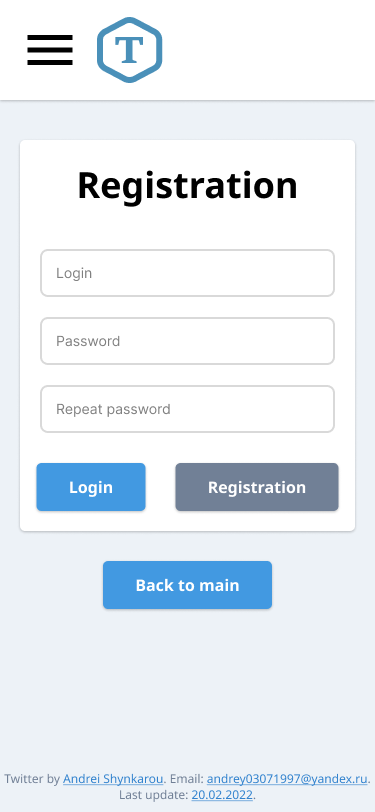 T
Registration
Login
Password
Repeat password
Login Registration
Back to main
Twitter by Andrei Shynkarou. Email: andrey03071997@yandex.ru.
Last update: 20.02.2022.